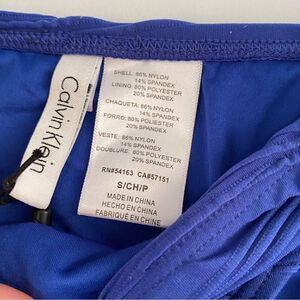 Calvin Klein
SHELL: 86% NYLON
14% SPANDEX
LINING: 80% POLYESTER
20% SPANDEX
CHAQUETA: 86% NYLON
14% SPANDEX
FORRO: 80% POLYESTER
20% SPANDEX
VESTE: 86% NYLON
14% SPANDEX
DOUBLURE: 80% POLYESTER
20% SPANDEX
RN#54163 CA#57151
S/CH/P
MADE IN CHINA
HECHO EN CHINA
FABRIQUÉ EN CHINE